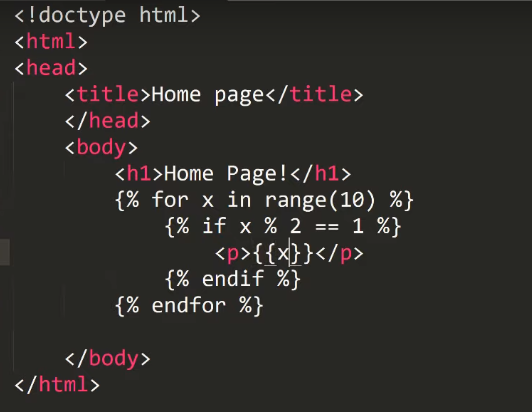 <!doctype html>
<html>
<head>
    <title>Home page</title>
    </head>
    <body>
        <h1>Home Page!</h1>
        {% for x in range(10) %}
            {% if x % 2 == 1 %}
                <p>{{x}}</p>
            {% endif %}
        {% endfor %}

    </body>
</html>